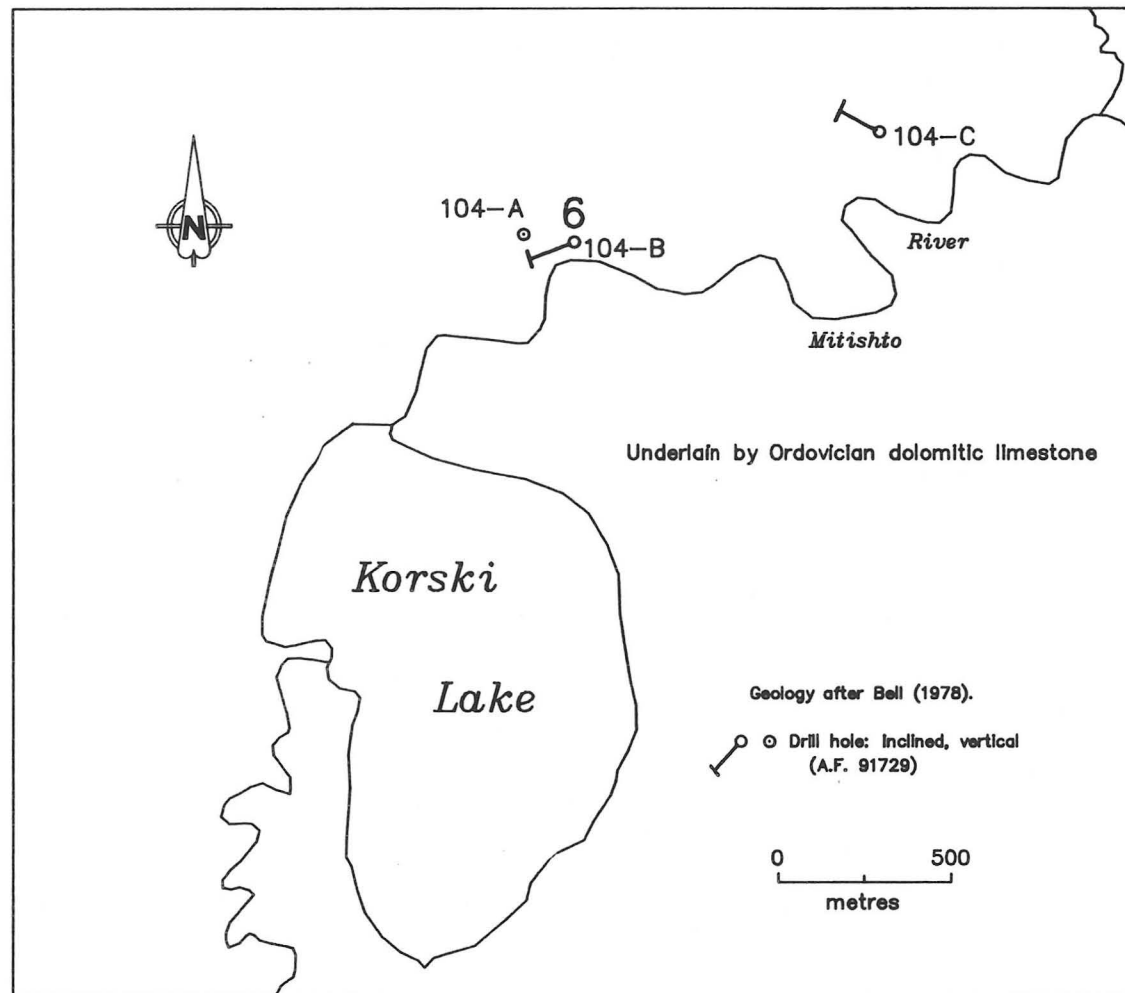 104-C
N
104-A
6
104-B
River
Mitishto
Underlain by Ordovician dolomitic limestone
Korski
Lake
Geology after Bell (1978).
Drill hole: Inclined, vertical
(A.F. 91729)
0 500
metres